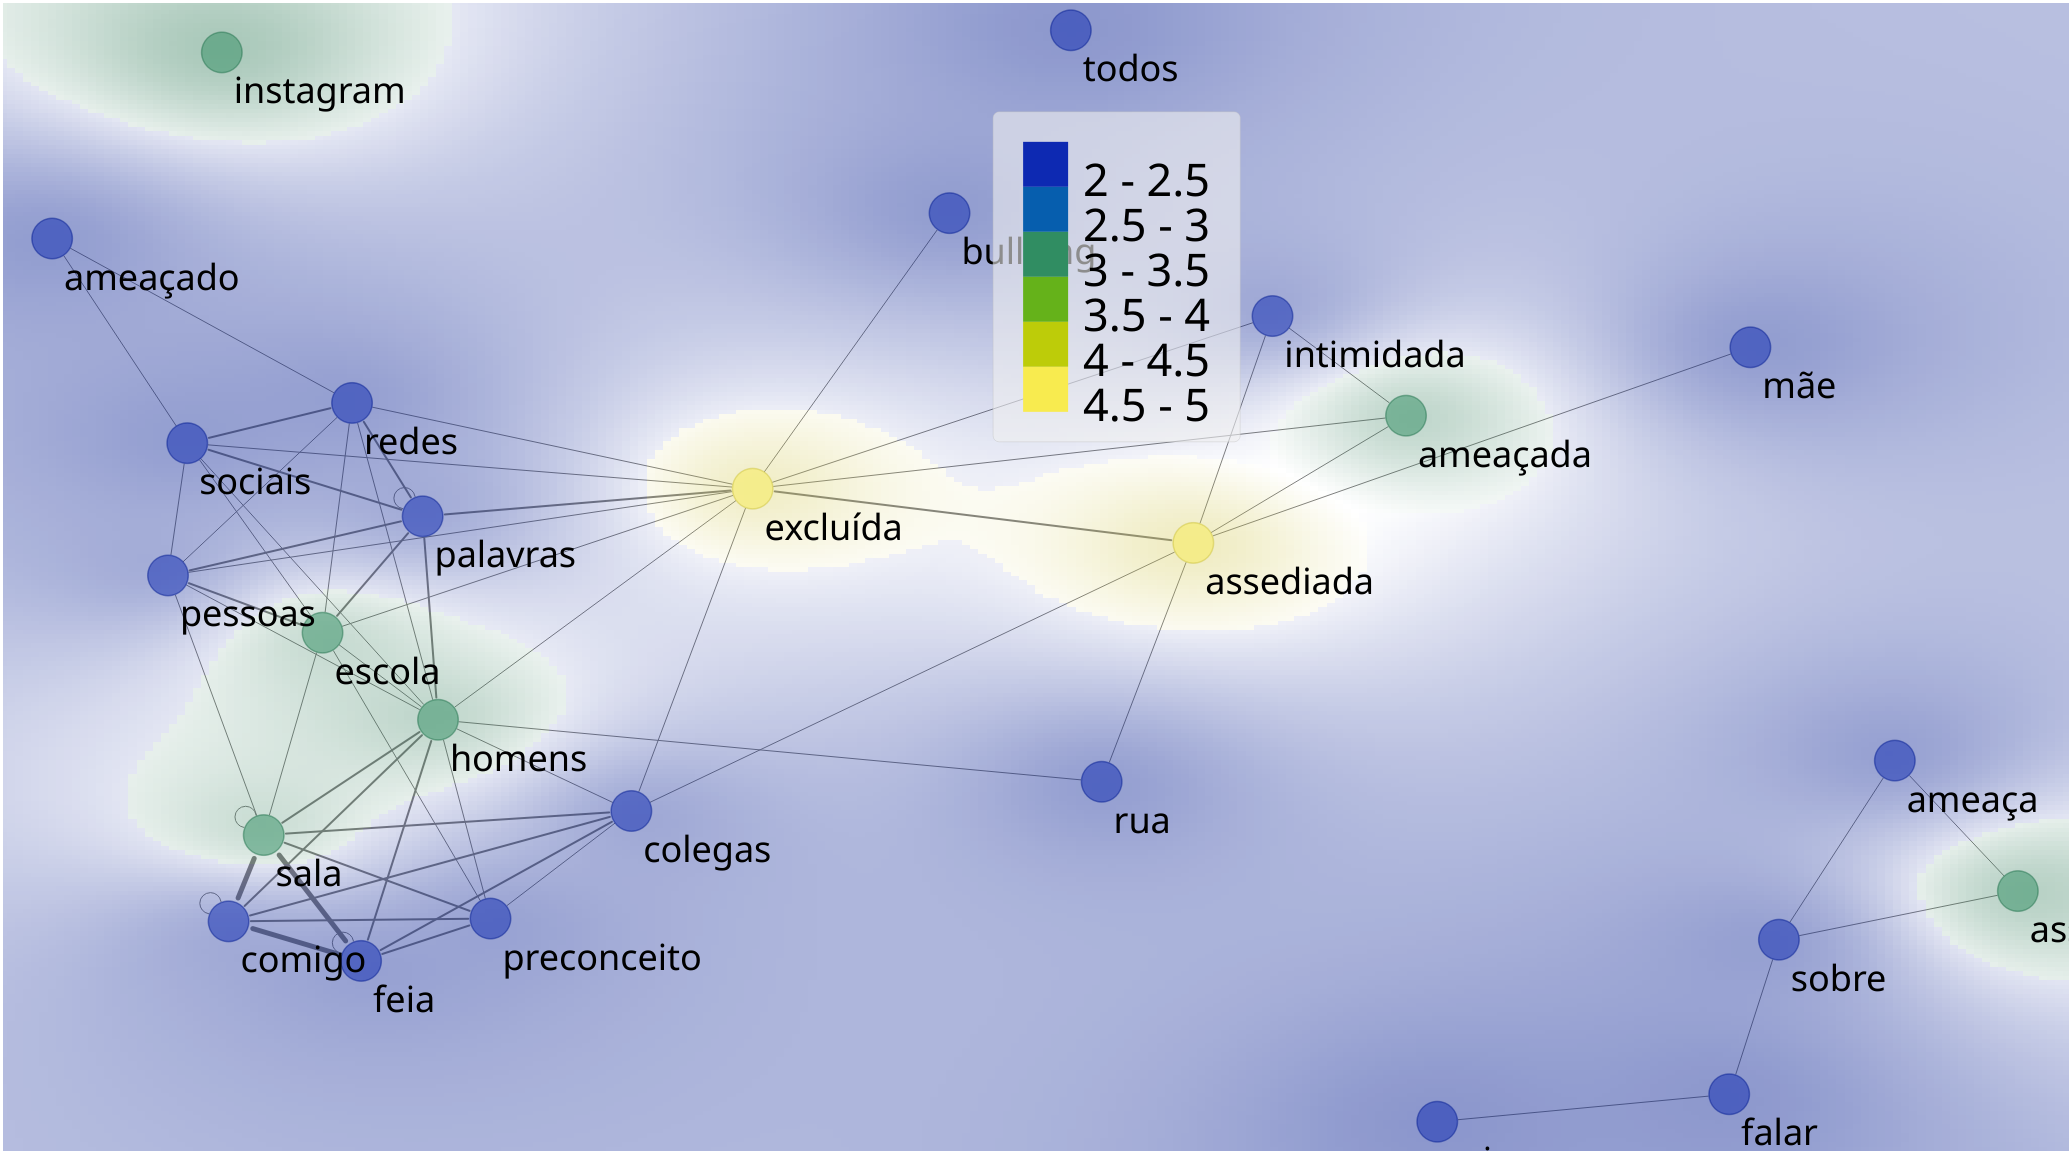 todos
instagram
2 - 2.5
2.5 - 3
3 - 3.5
3.5 - 4
4 - 4.5
4.5 - 5
ameaçado
intimidada
mãe
redes
ameaçada
sociais
excluída
palavras
assediada
pessoas
escola
homens
ameaça
rua
colegas
sala
as
comigo
preconceito
sobre
feia
falar